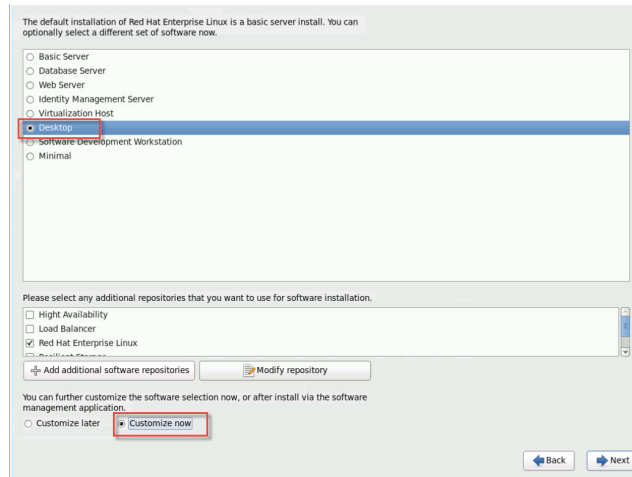 The default installation of Red Hat Enterprise Linux is a basic server install. You can
optionally select a different set of software now.
Basic Server
Database Server
Web Server
Identity Management Server
Virtualization Host
Desktop
Software Development Workstation
Minimal
Please select any additional repositories that you want to use for software installation.
Hight Availability
Load Balancer
Red Hat Enterprise Linux
Resilient Storage
Add additional software repositories
Modify repository
You can further customize the software selection now, or after install via the software
management application.
Customize later
Customize now
Back
Next